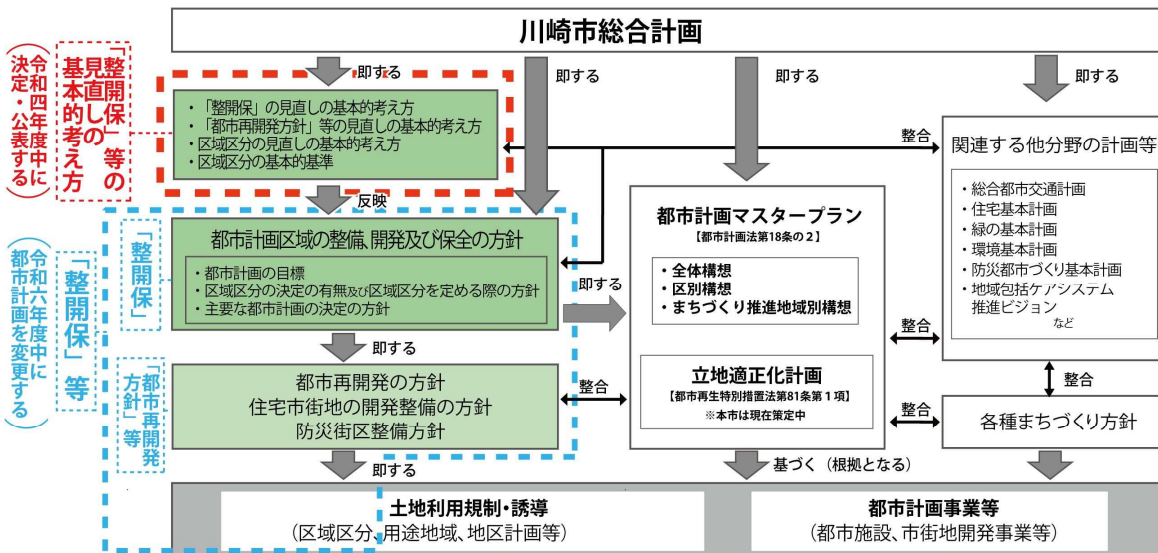 川崎市総合計画
即する
即する
即する
即する
「整開保」等の
見直しの
基本的考え方
(令和四年度中に
決定・公表する)
・「整開保」の見直しの基本的考え方
・「都市再開発方針」等の見直しの基本的考え方
・区域区分の見直しの基本的考え方
・区域区分の基本的基準
整合
反映
関連する他分野の計画等
・総合都市交通計画
・住宅基本計画
・緑の基本計画
・環境基本計画
・防災都市づくり基本計画
・地域包括ケアシステム
推進ビジョン
など
「整開保」等
(令和六年度中に
都市計画を変更する)
「整開保」
都市計画区域の整備、開発及び保全の方針
・都市計画の目標
・区域区分の決定の有無及び区域区分を定める際の方針
・主要な都市計画の決定の方針
即する
都市計画マスタープラン
【都市計画法第18条の2】
・全体構想
・区別構想
・まちづくり推進地域別構想
整合
即する
「都市再開発
方針」等
都市再開発の方針
住宅市街地の開発整備の方針
防災街区整備方針
整合
立地適正化計画
【都市再生特別措置法第81条第1項】
※本市は現在策定中
整合
整合
各種まちづくり方針
即する
基づく(根拠となる)
土地利用規制・誘導
(区域区分、用途地域、地区計画等)
都市計画事業等
(都市施設、市街地開発事業等)